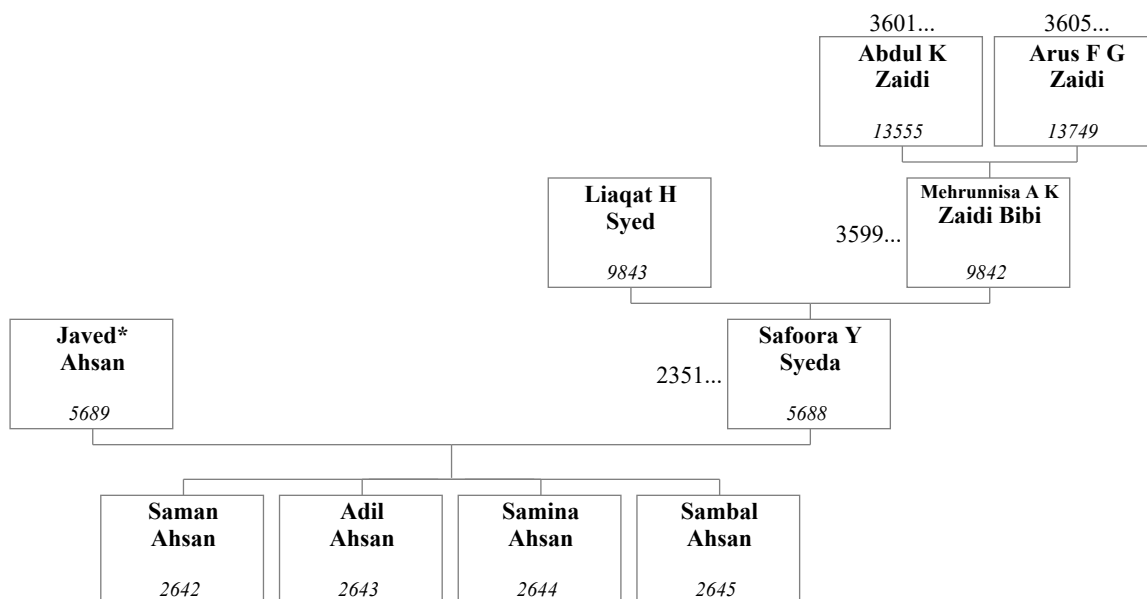 3601...
3605...
Abdul K
Zaidi
13555
Arus F G
Zaidi
13749
Liaqat H
Syed
9843
3599...
Mehrunnisa A K
Zaidi Bibi
9842
Javed*
Ahsan
5689
2351...
Safoora Y
Syeda
5688
Saman
Ahsan
2642
Adil
Ahsan
2643
Samina
Ahsan
2644
Sambal
Ahsan
2645